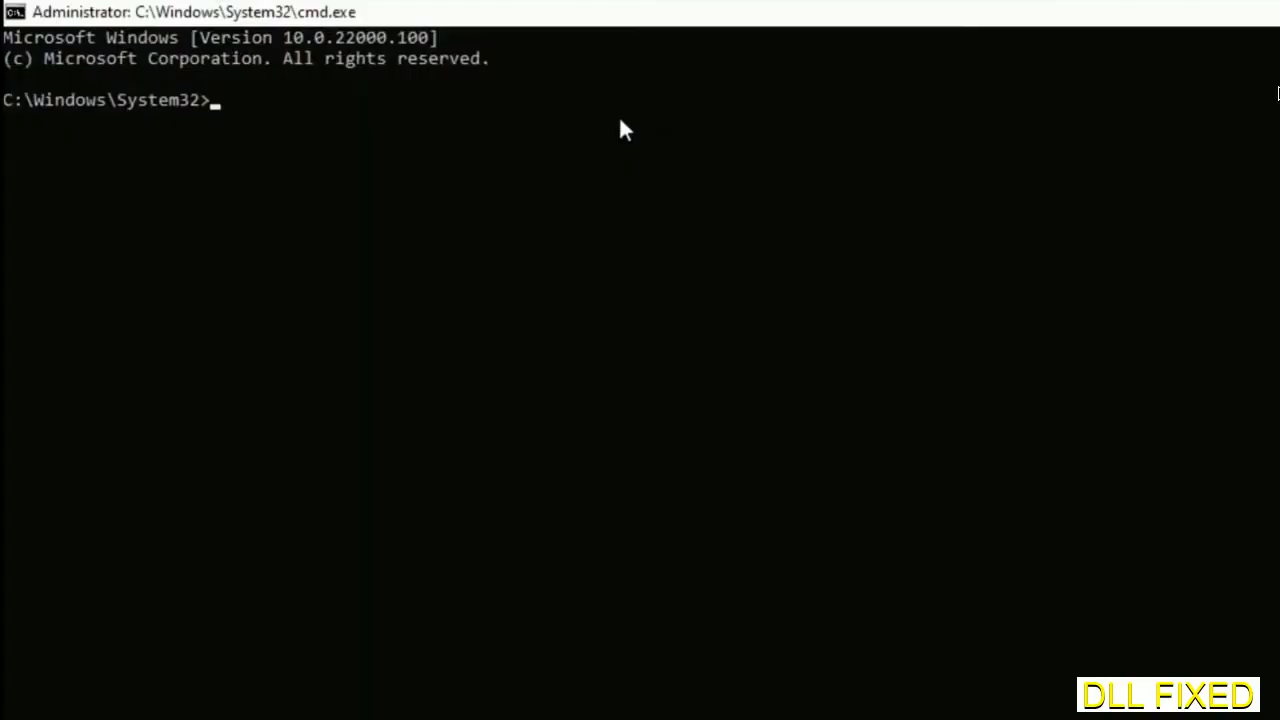 Administrator: C:\Windows\System32\cmd.exe
Microsoft Windows [Version 10.0.22000.100]
(c) Microsoft Corporation. All rights reserved.
C:\Windows\System32>
DLL FIXED